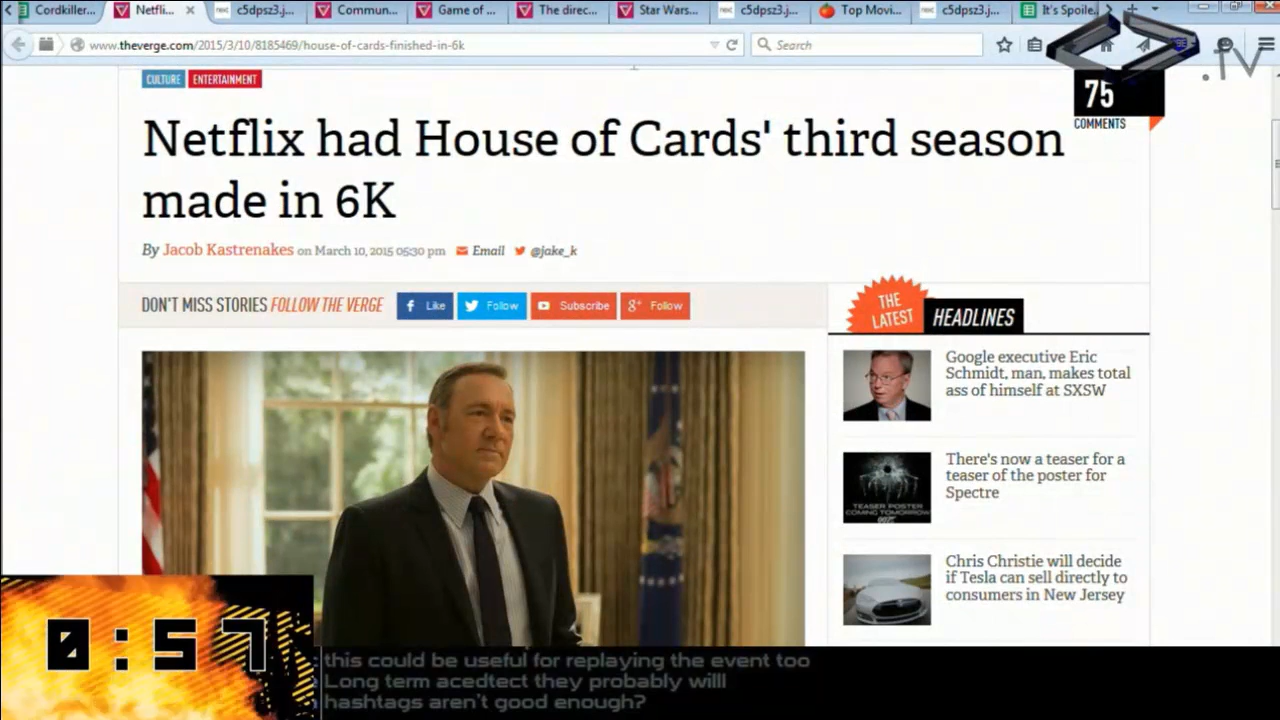 Cordkiller...
Netfli...
c5dpsz3.j...
Commun...
Game of ...
The direc...
Star Wars...
c5dpsz3.j...
Top Movi...
c5dpsz3.j...
It's Spoile...
www.theverge.com/2015/3/10/8185469/house-of-cards-finished-in-6k
Search
.TV
CULTURE ENTERTAINMENT
75
COMMENTS
Netflix had House of Cards' third season
made in 6K
By Jacob Kastrenakes on March 10, 2015 05:30 pm Email @jake_k
DON'T MISS STORIES FOLLOW THE VERGE Like Follow Subscribe Follow
THE
LATEST
HEADLINES
Google executive Eric
Schmidt, man, makes total
ass of himself at SXSW
There's now a teaser for a
teaser of the poster for
Spectre
TEASER POSTER
COMING TOMORROW
007
Chris Christie will decide
if Tesla can sell directly to
consumers in New Jersey
0:57
: this could be useful for replaying the event too
: Long term acedtect they probably willl
: hashtags aren't good enough?